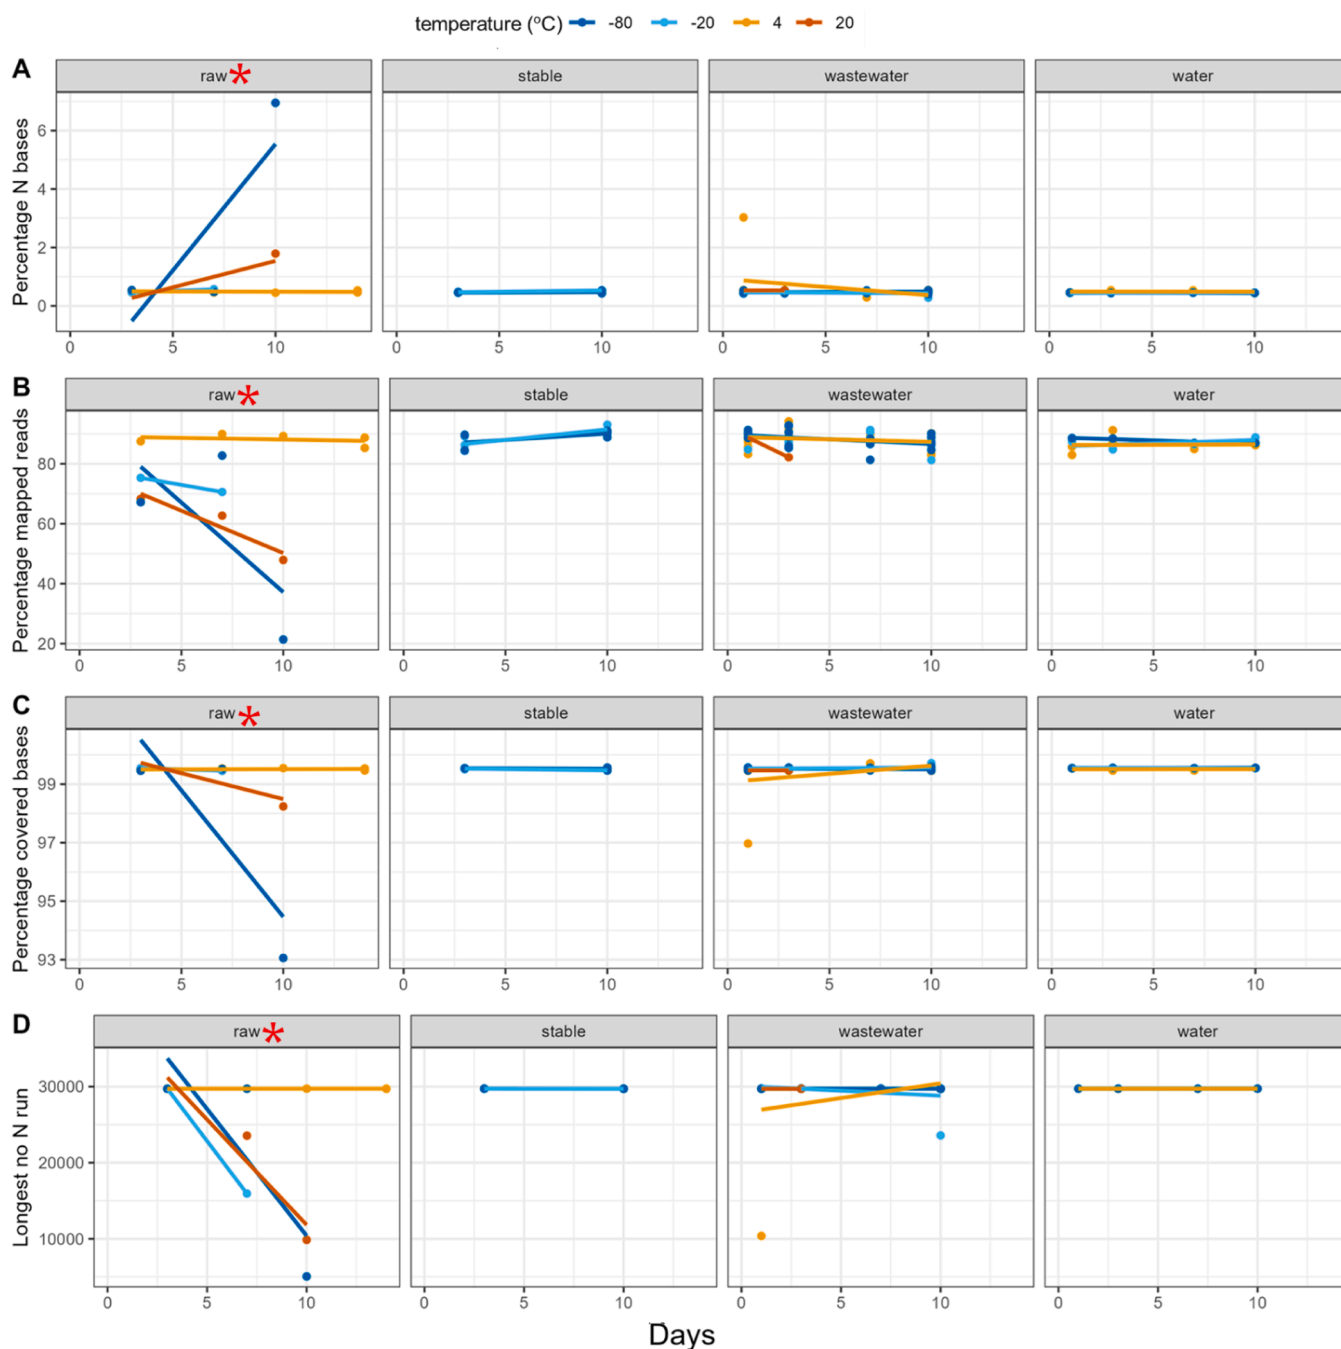 temperature (°C) -80 -20 4 20
A
raw * stable wastewater water
Percentage N bases
6
4
2
0
0 5 10 0 5 10 0 5 10 0 5 10
B
raw * stable wastewater water
Percentage mapped reads
80
60
40
20
0 5 10 0 5 10 0 5 10 0 5 10
C
raw * stable wastewater water
Percentage covered bases
99
97
95
93
0 5 10 0 5 10 0 5 10 0 5 10
D
raw * stable wastewater water
Longest no N run
30000
20000
10000
0 5 10 0 5 10 0 5 10 0 5 10
Days